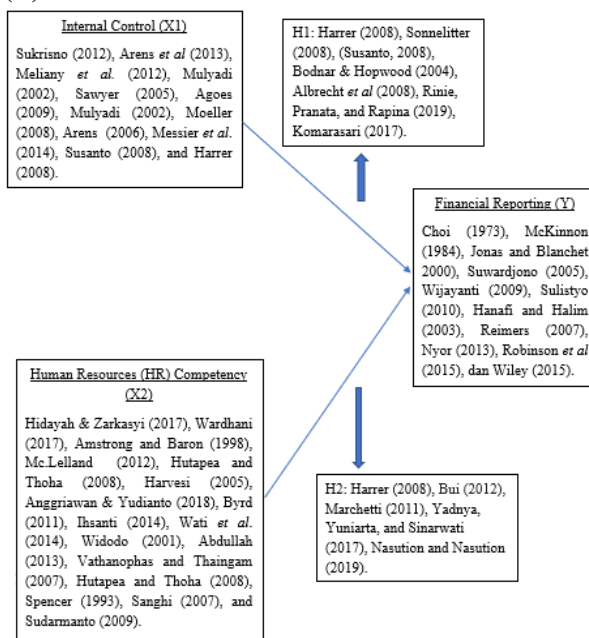 Internal Control (X1)
Sukrisno (2012), Arens et al (2013),
Meliany et al. (2012), Mulyadi
(2002), Sawyer (2005), Agoes
(2009), Mulyadi (2002), Moeller
(2008), Arens (2006), Messier et al.
(2014), Susanto (2008), and Harrer
(2008).
H1: Harrer (2008), Sonnelitter
(2008), (Susanto, 2008),
Bodnar & Hopwood (2004),
Albrecht et al (2008), Rinie,
Pranata, and Rapina (2019),
Komarasari (2017).
Financial Reporting (Y)
Choi (1973), McKinnon
(1984), Jonas and Blanchet
2000), Suwardjono (2005),
Wijayanti (2009), Sulistyo
(2010), Hanafi and Halim
(2003), Reimers (2007),
Nyor (2013), Robinson et al
(2015), dan Wiley (2015).
Human Resources (HR) Competency
(X2)
Hidayah & Zarkasyi (2017), Wardhani
(2017), Amstrong and Baron (1998),
Mc.Lelland (2012), Hutapea and
Thoha (2008), Harvesi (2005),
Anggriawan & Yudianto (2018), Byrd
(2011), Ihsanti (2014), Wati et al.
(2014), Widodo (2001), Abdullah
(2013), Vathanophas and Thaingam
(2007), Hutapea and Thoha (2008),
Spencer (1993), Sanghi (2007), and
Sudarmanto (2009).
H2: Harrer (2008), Bui (2012),
Marchetti (2011), Yadnya,
Yuniarta, and Sinarwati
(2017), Nasution and Nasution
(2019).